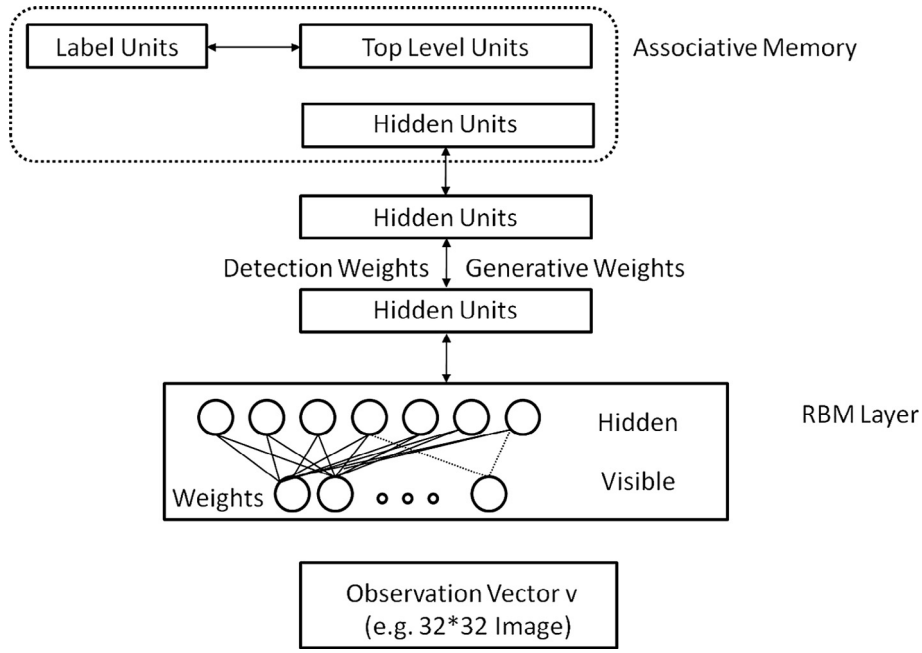 Label Units
Top Level Units
Associative Memory
Hidden Units
Hidden Units
Detection Weights
Generative Weights
Hidden Units
Hidden
RBM Layer
Visible
Weights
Observation Vector v
(e.g. 32*32 Image)